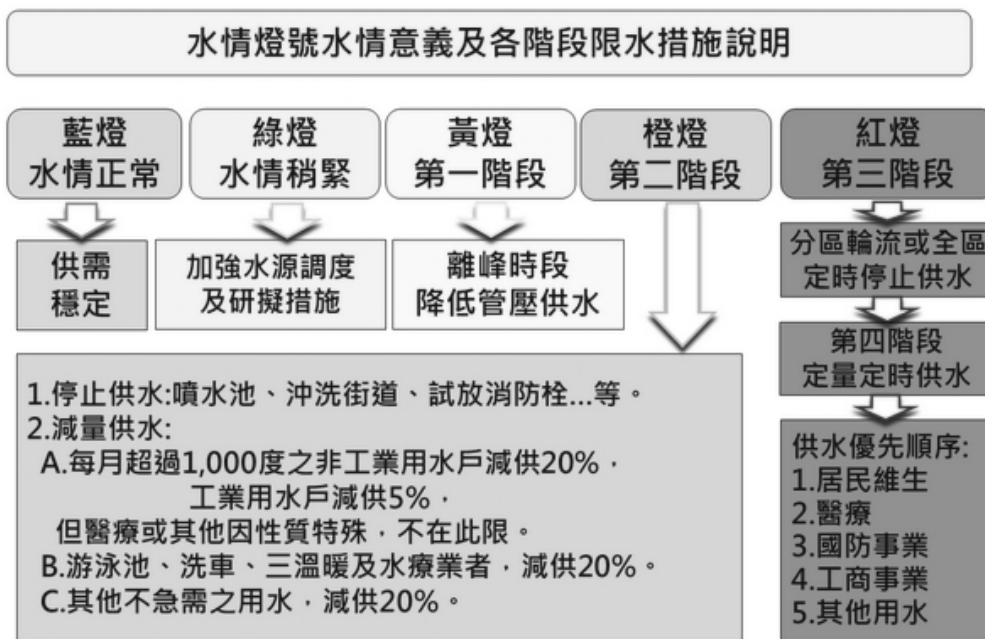 水情燈號水情意義及各階段限水措施說明
藍燈
水情正常
供需
穩定
綠燈
水情稍緊
加強水源調度
及研擬措施
黃燈
第一階段
離峰時段
降低管壓供水
橙燈
第二階段
1.停止供水:噴水池、沖洗街道、試放消防栓...等。
2.減量供水:
A.每月超過1,000度之非工業用水戶減供20%，
工業用水戶減供5%，
但醫療或其他因性質特殊，不在此限。
B.游泳池、洗車、三溫暖及水療業者，減供20%。
C.其他不急需之用水，減供20%。
紅燈
第三階段
分區輪流或全區
定時停止供水
第四階段
定量定時供水
供水優先順序:
1.居民維生
2.醫療
3.國防事業
4.工商事業
5.其他用水